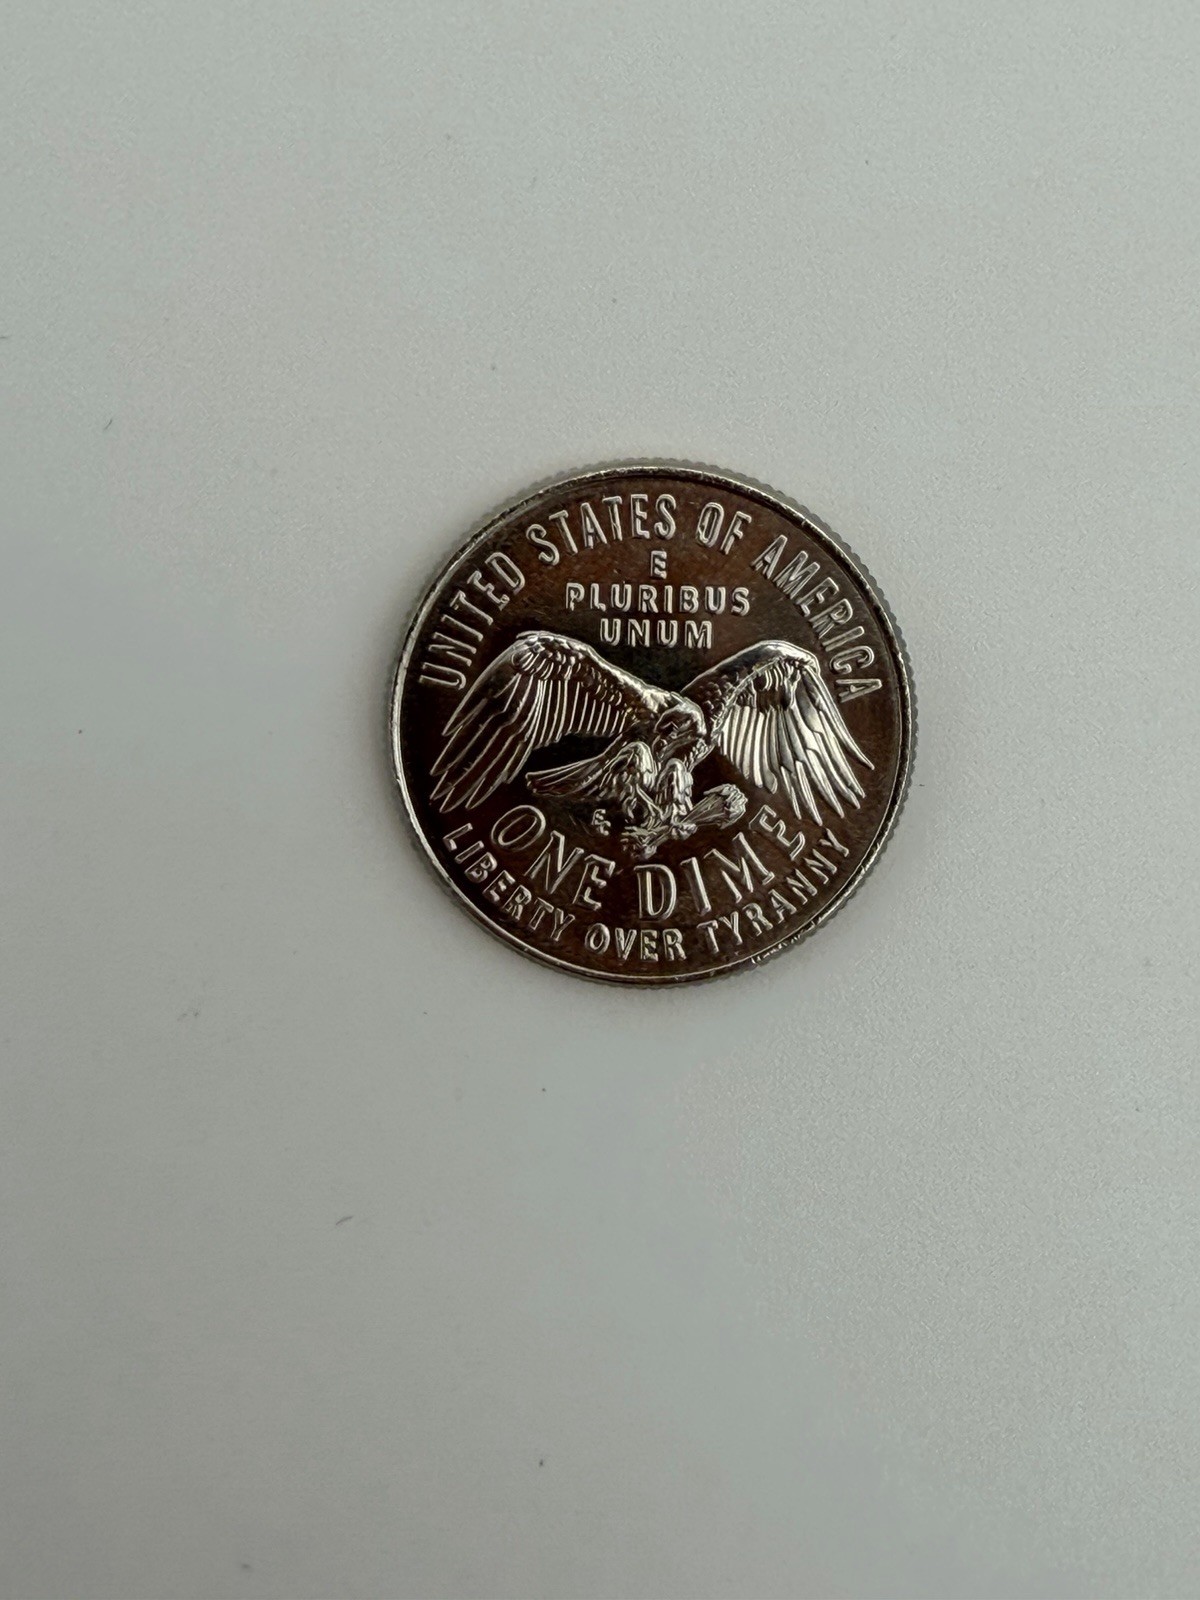 UNITED STATES OF AMERICA
E
PLURIBUS
UNUM
ONE DIME
LIBERTY OVER TYRANNY